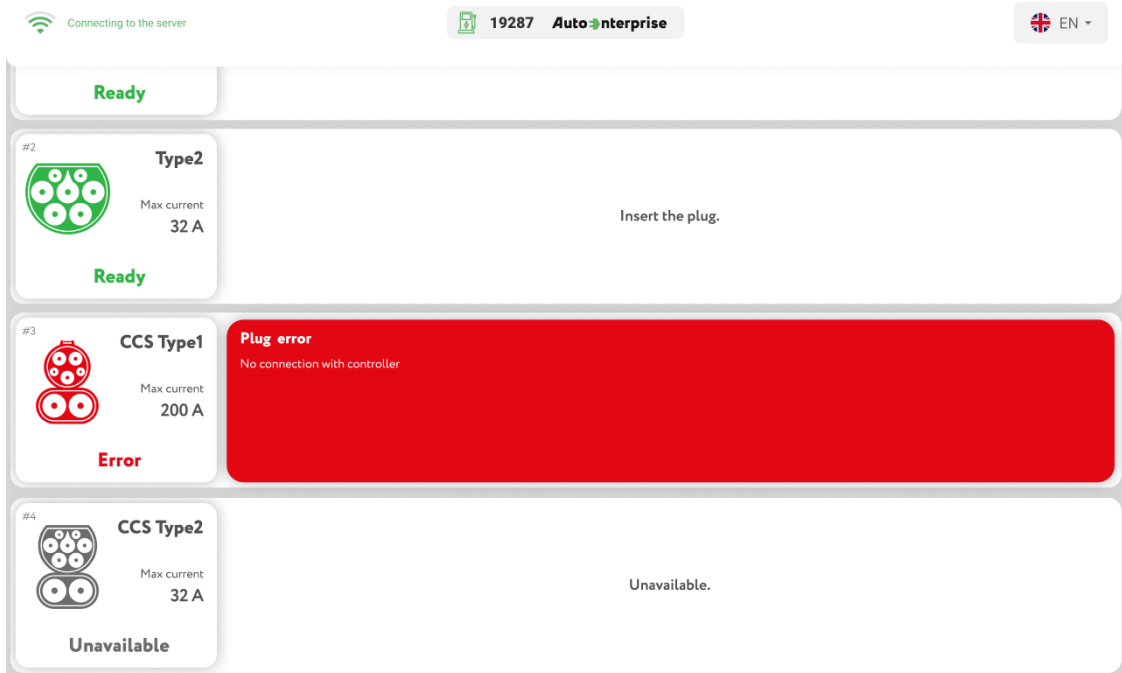 Connecting to the server
19287 Auto nterprise
EN
Ready
#2
Type2
Max current
32 A
Ready
Insert the plug.
#3
CCS Type1
Max current
200 A
Error
Plug error
No connection with controller
#4
CCS Type2
Max current
32 A
Unavailable
Unavailable.